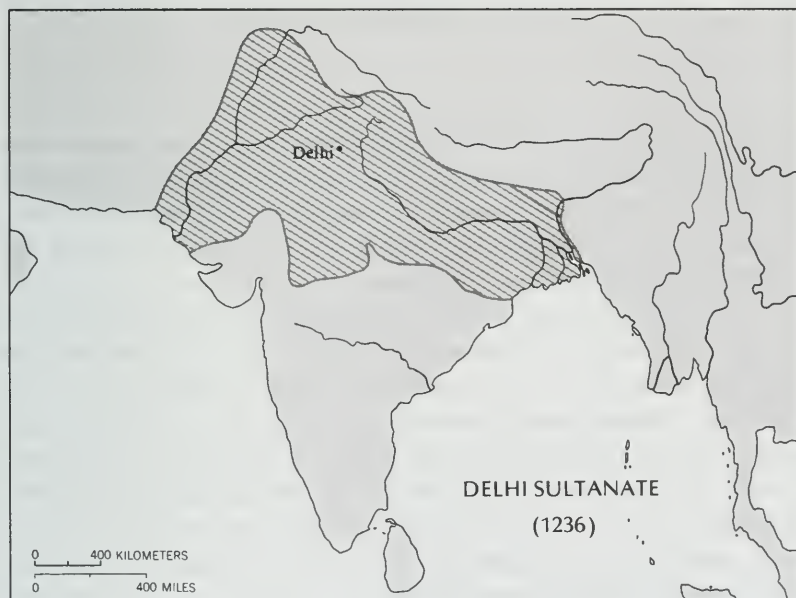 Delhi
DELHI SULTANATE
(1236)
0 400 KILOMETERS
0 400 MILES